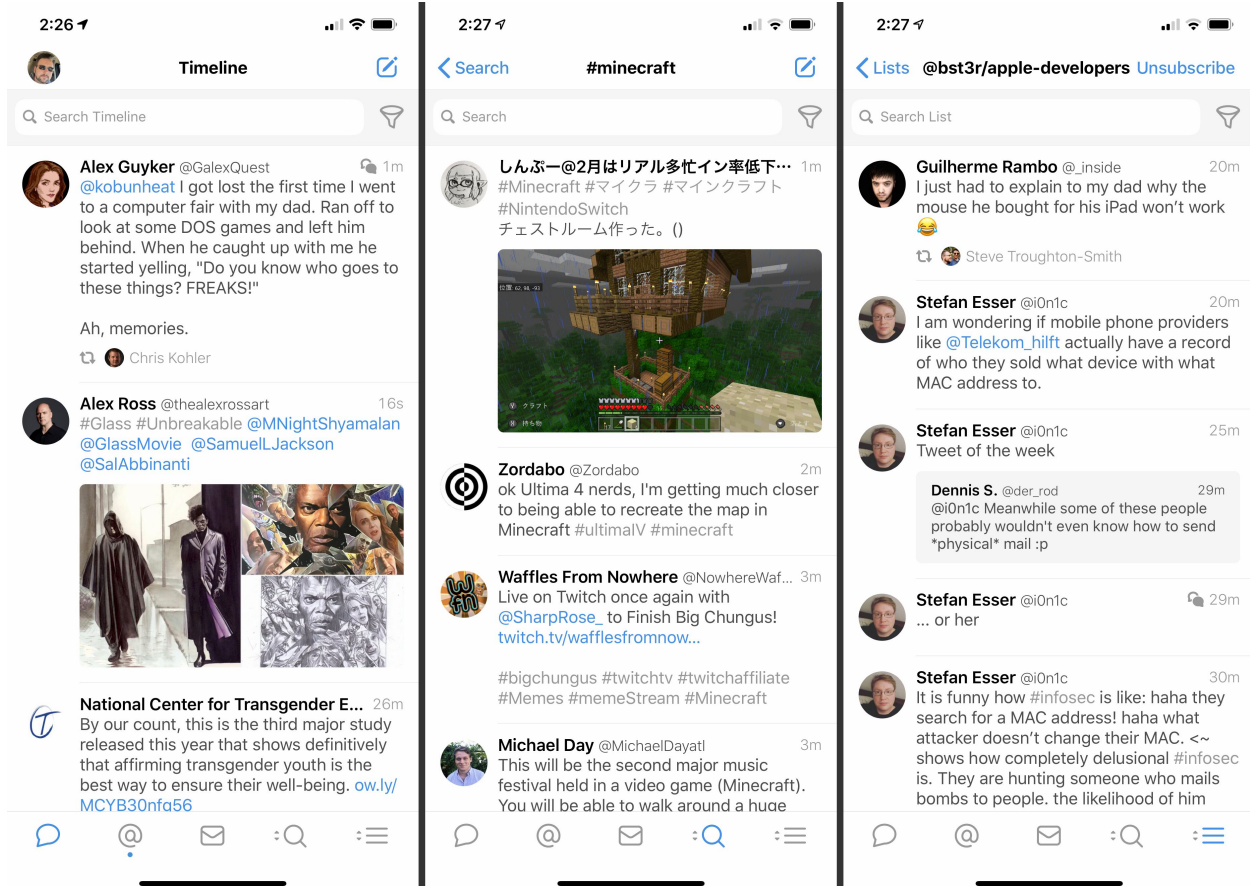 2:26
Timeline
Search Timeline
Alex Guyker @GalexQuest 1m
@kobunheat I got lost the first time I went
to a computer fair with my dad. Ran off to
look at some DOS games and left him
behind. When he caught up with me he
started yelling, "Do you know who goes to
these things? FREAKS!"
Ah, memories.
Chris Kohler
Alex Ross @thealexrossart 16s
#Glass #Unbreakable @MNightShyamalan
@GlassMovie @SamuelLJackson
@SalAbbinanti
National Center for Transgender E... 26m
By our count, this is the third major study
released this year that shows definitively
that affirming transgender youth is the
best way to ensure their well-being. ow.ly/
MCYB30nfg56
2:27
Search
#minecraft
Search
しんぷー@2月はリアル多忙イン率低下… 1m
#Minecraft #マイクラ #マインクラフト
#NintendoSwitch
チェストルーム作った。()
位置: 62, 98, -93
クラフト
持ち物
Zordabo @Zordabo 2m
ok Ultima 4 nerds, I'm getting much closer
to being able to recreate the map in
Minecraft #ultimaIV #minecraft
Waffles From Nowhere @NowhereWaf... 3m
Live on Twitch once again with
@SharpRose_ to Finish Big Chungus!
twitch.tv/wafflesfromnow...
#bigchungus #twitchtv #twitchaffiliate
#Memes #memeStream #Minecraft
Michael Day @MichaelDayatl 3m
This will be the second major music
festival held in a video game (Minecraft).
You will be able to walk around a huge
2:27
Lists
@bst3r/apple-developers
Unsubscribe
Search List
Guilherme Rambo @_inside 20m
I just had to explain to my dad why the
mouse he bought for his iPad won’t work
😂
Steve Troughton-Smith
Stefan Esser @i0n1c 20m
I am wondering if mobile phone providers
like @Telekom_hilft actually have a record
of who they sold what device with what
MAC address to.
Stefan Esser @i0n1c 25m
Tweet of the week
Dennis S. @der_rod 29m
@i0n1c Meanwhile some of these people
probably wouldn't even know how to send
*physical* mail :p
Stefan Esser @i0n1c 29m
... or her
Stefan Esser @i0n1c 30m
It is funny how #infosec is like: haha they
search for a MAC address! haha what
attacker doesn’t change their MAC. <~
shows how completely delusional #infosec
is. They are hunting someone who mails
bombs to people. the likelihood of him